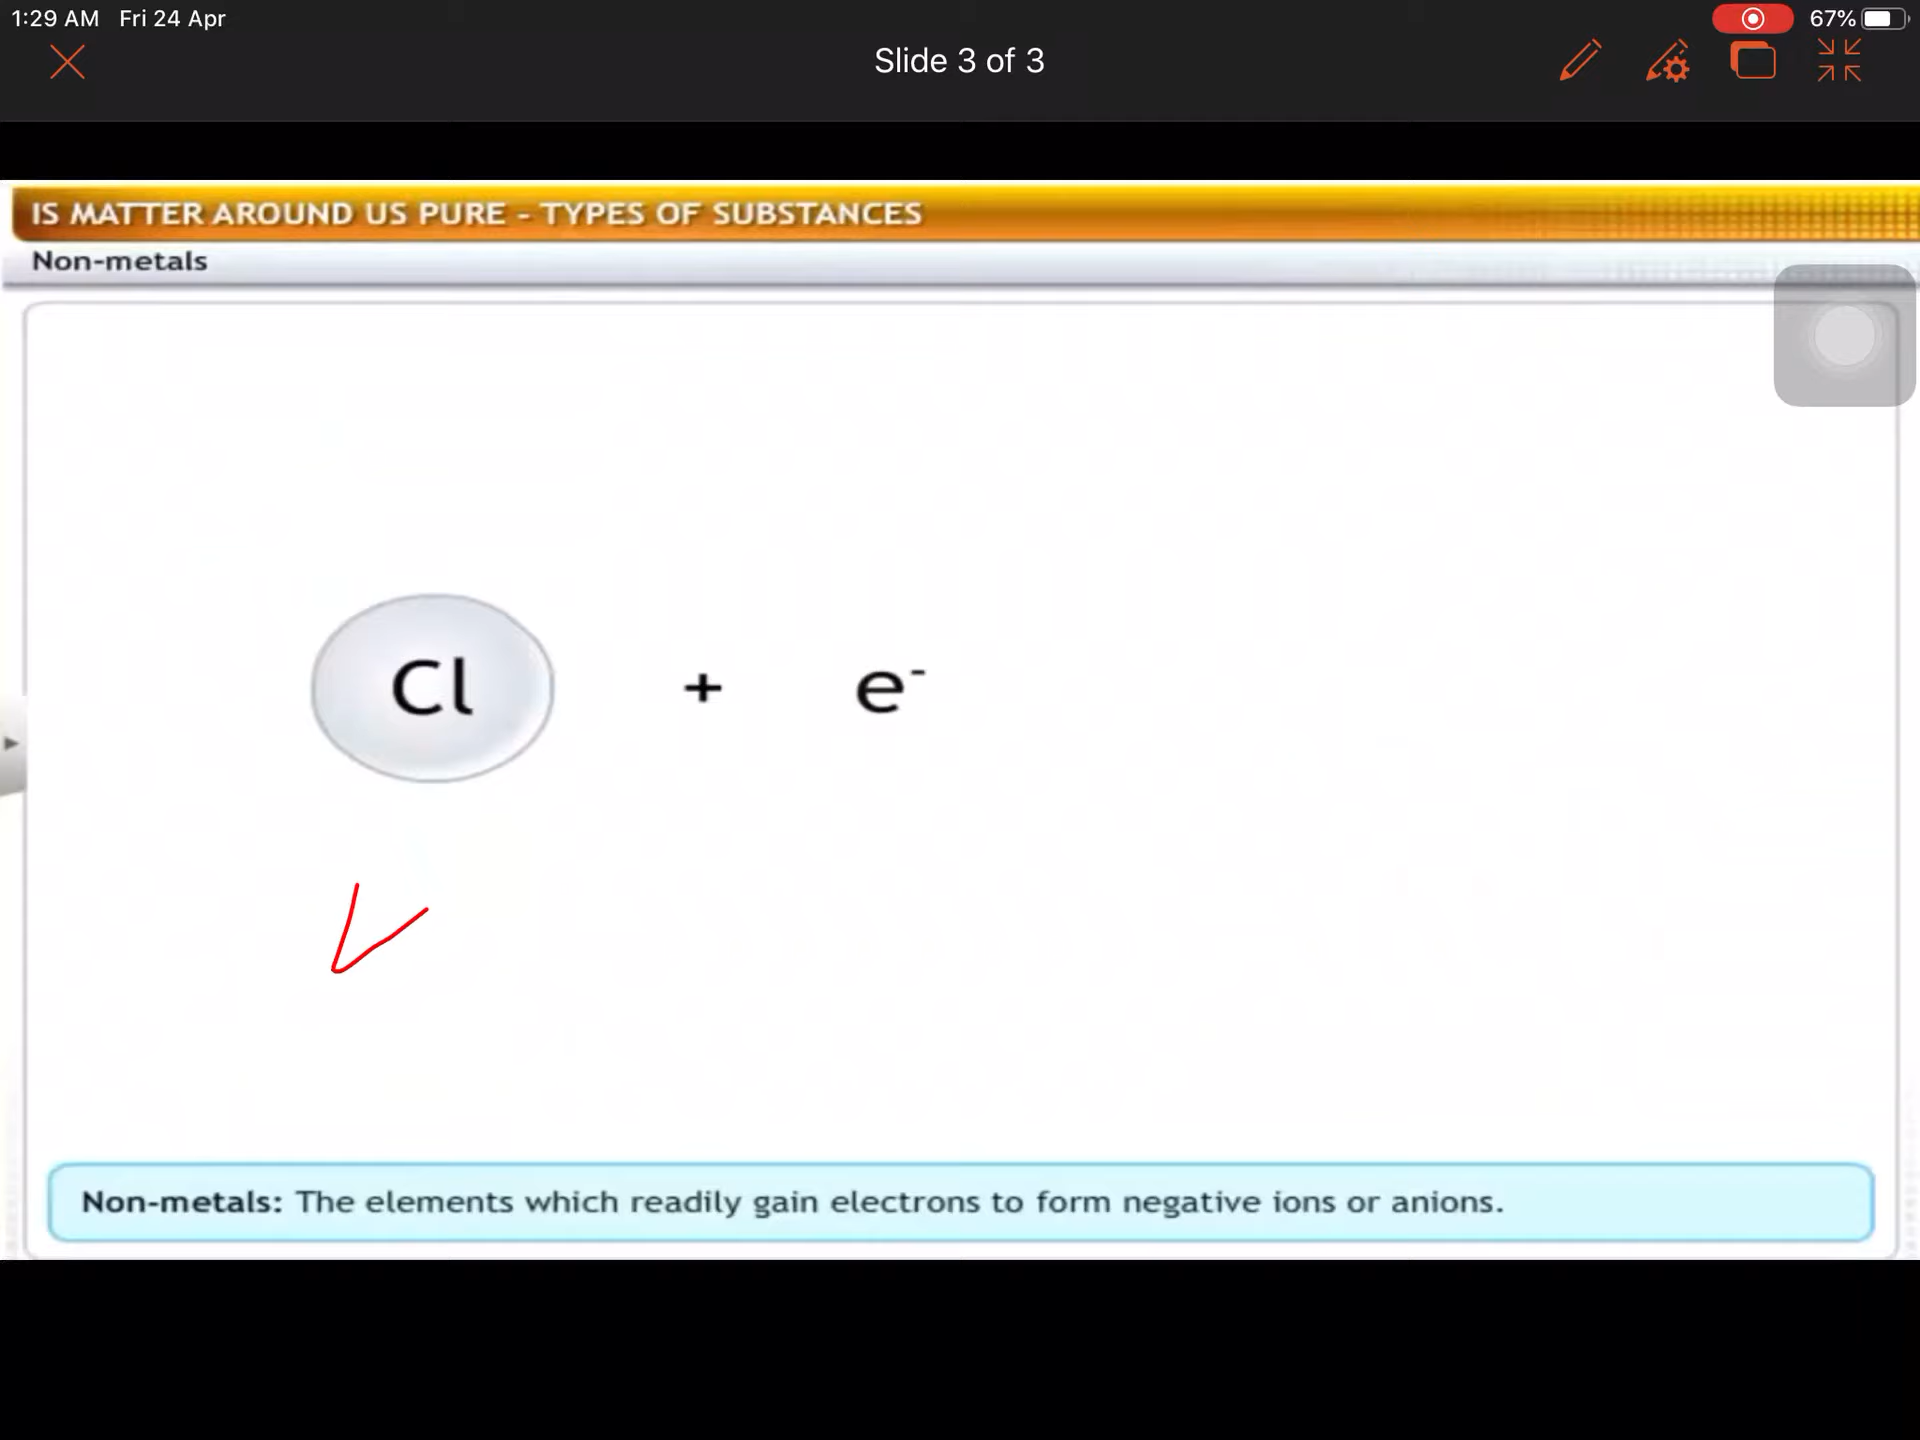 1:29 AM Fri 24 Apr
67%
Slide 3 of 3
IS MATTER AROUND US PURE - TYPES OF SUBSTANCES
Non-metals
Cl + e⁻
Non-metals: The elements which readily gain electrons to form negative ions or anions.